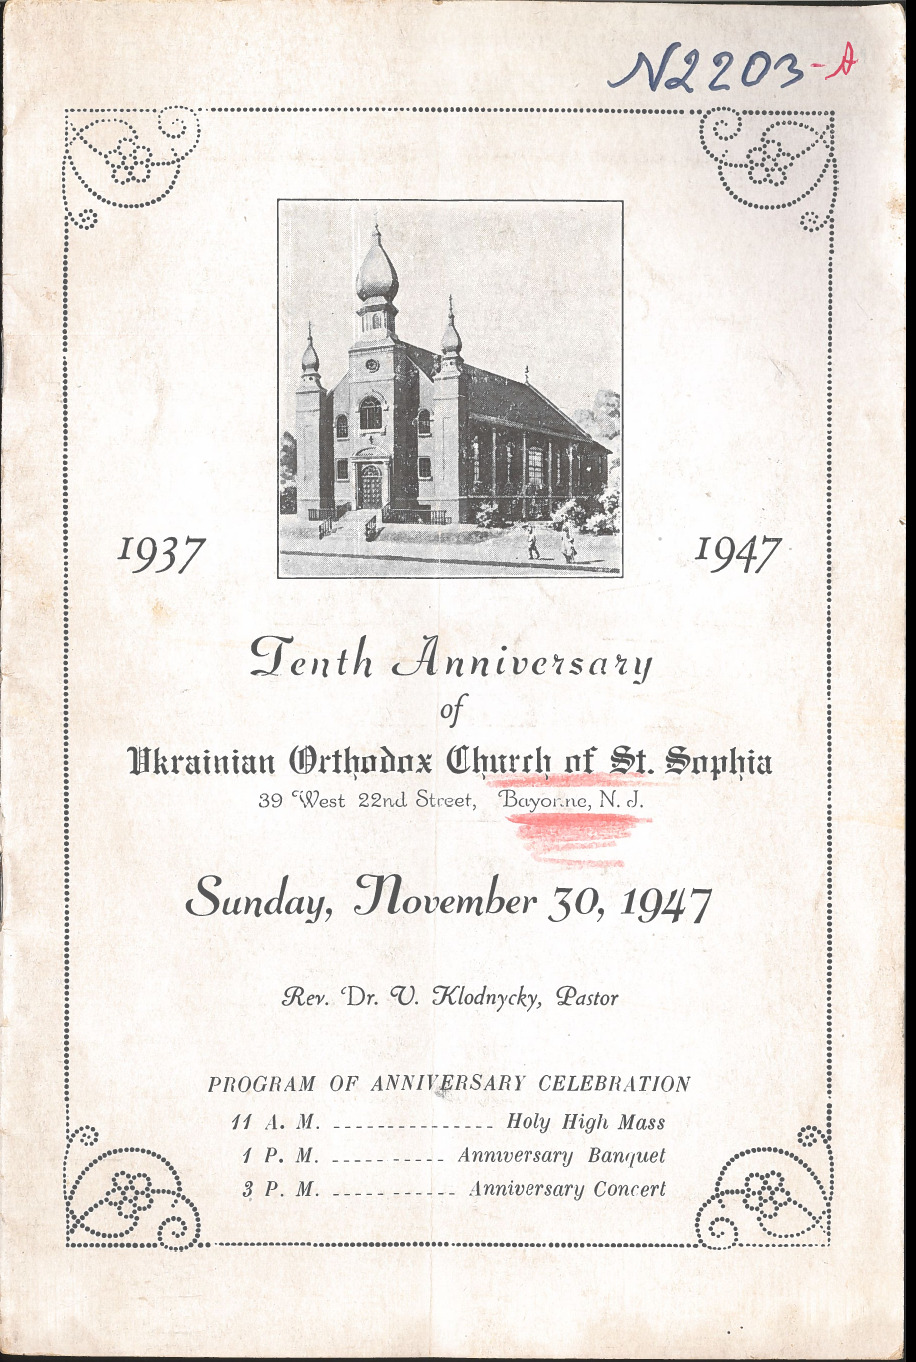 N2203-A
1937
1947
Tenth Anniversary
of
Ukrainian Orthodox Church of St. Sophia
39 West 22nd Street, Bayonne, N. J.
Sunday, November 30, 1947
Rev. Dr. V. Klodnycky, Pastor
PROGRAM OF ANNIVERSARY CELEBRATION
11 A. M. --------------- Holy High Mass
1 P. M. ----------- Anniversary Banquet
3 P. M. ------------ Anniversary Concert